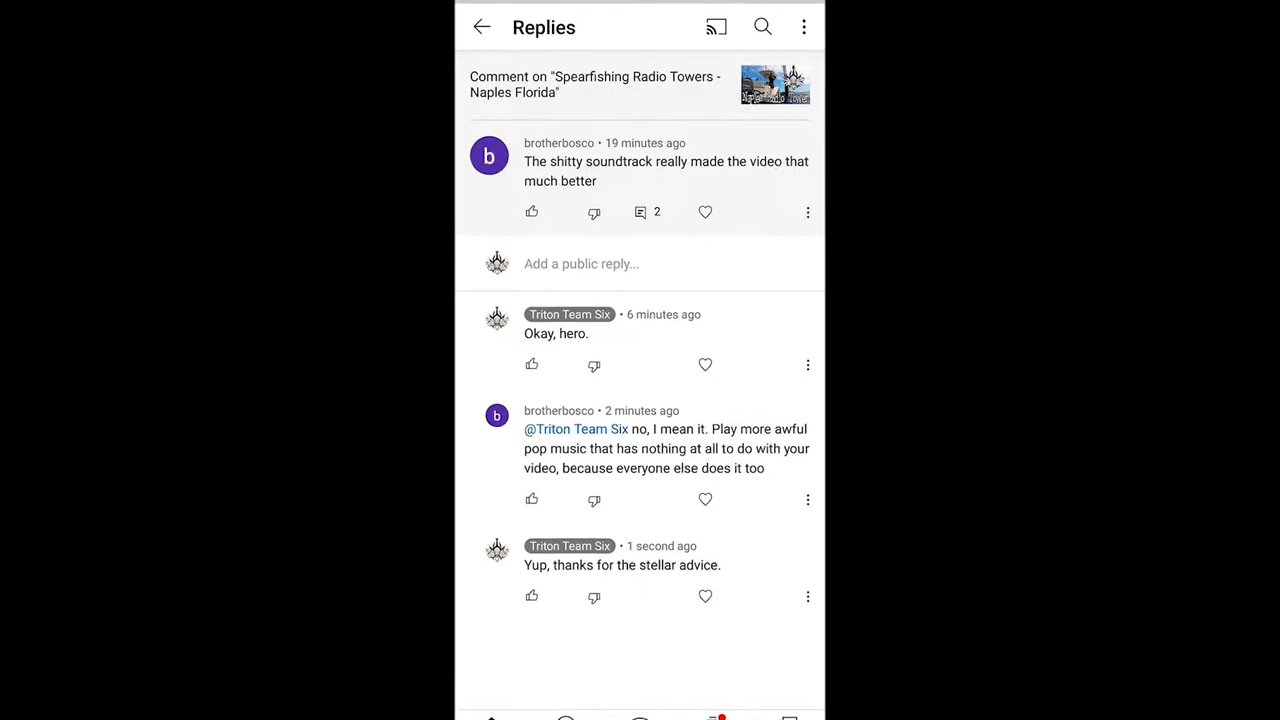 Replies
Comment on "Spearfishing Radio Towers -
Naples Florida"
Naples Radio Tower
b
brotherbosco • 19 minutes ago
The shitty soundtrack really made the video that
much better
2
Add a public reply...
Triton Team Six • 6 minutes ago
Okay, hero.
b
brotherbosco • 2 minutes ago
@Triton Team Six no, I mean it. Play more awful
pop music that has nothing at all to do with your
video, because everyone else does it too
Triton Team Six • 1 second ago
Yup, thanks for the stellar advice.